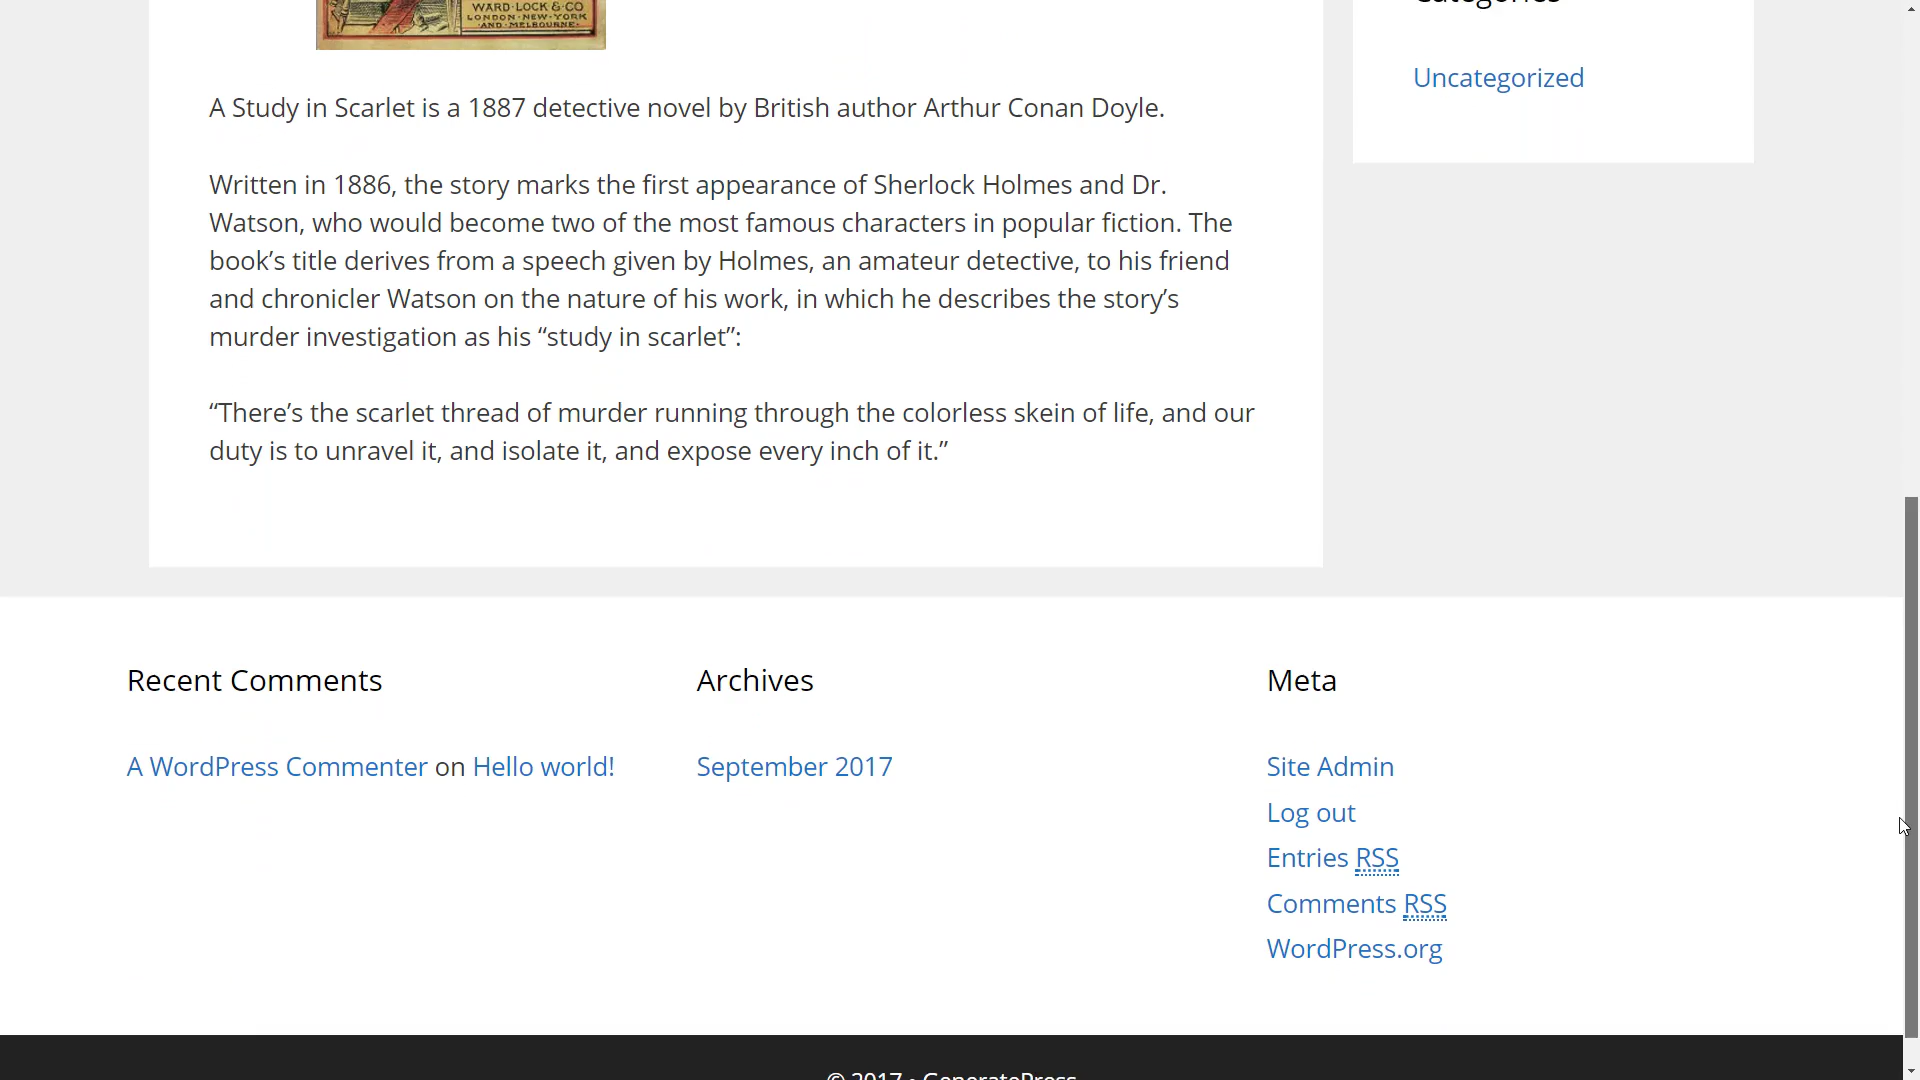 WARD·LOCK & CO
LONDON·NEW·YORK
·AND·MELBOURNE·
Categories
Uncategorized
A Study in Scarlet is a 1887 detective novel by British author Arthur Conan Doyle.
Written in 1886, the story marks the first appearance of Sherlock Holmes and Dr.
Watson, who would become two of the most famous characters in popular fiction. The
book’s title derives from a speech given by Holmes, an amateur detective, to his friend
and chronicler Watson on the nature of his work, in which he describes the story’s
murder investigation as his “study in scarlet”:
“There’s the scarlet thread of murder running through the colorless skein of life, and our
duty is to unravel it, and isolate it, and expose every inch of it.”
Recent Comments
A WordPress Commenter on Hello world!
Archives
September 2017
Meta
Site Admin
Log out
Entries RSS
Comments RSS
WordPress.org
© 2017 • GeneratePress